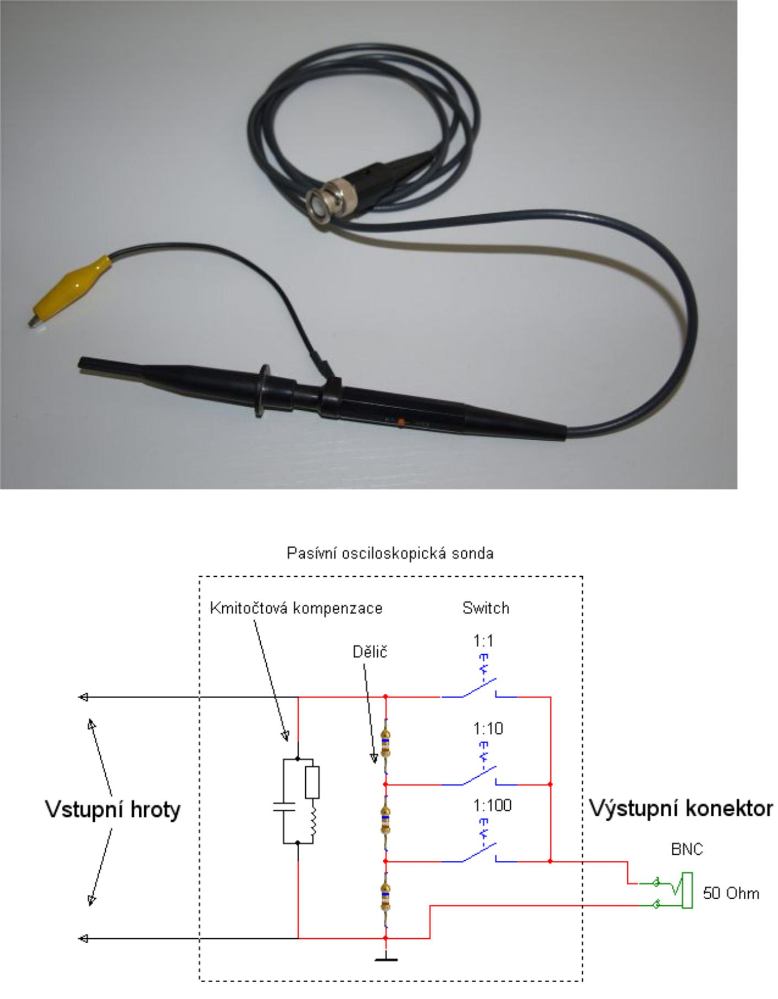 Pasívní osciloskopická sonda
Kmitočtová kompenzace
Switch
1:1
Dělič
1:10
1:100
Vstupní hroty
Výstupní konektor
BNC
50 Ohm